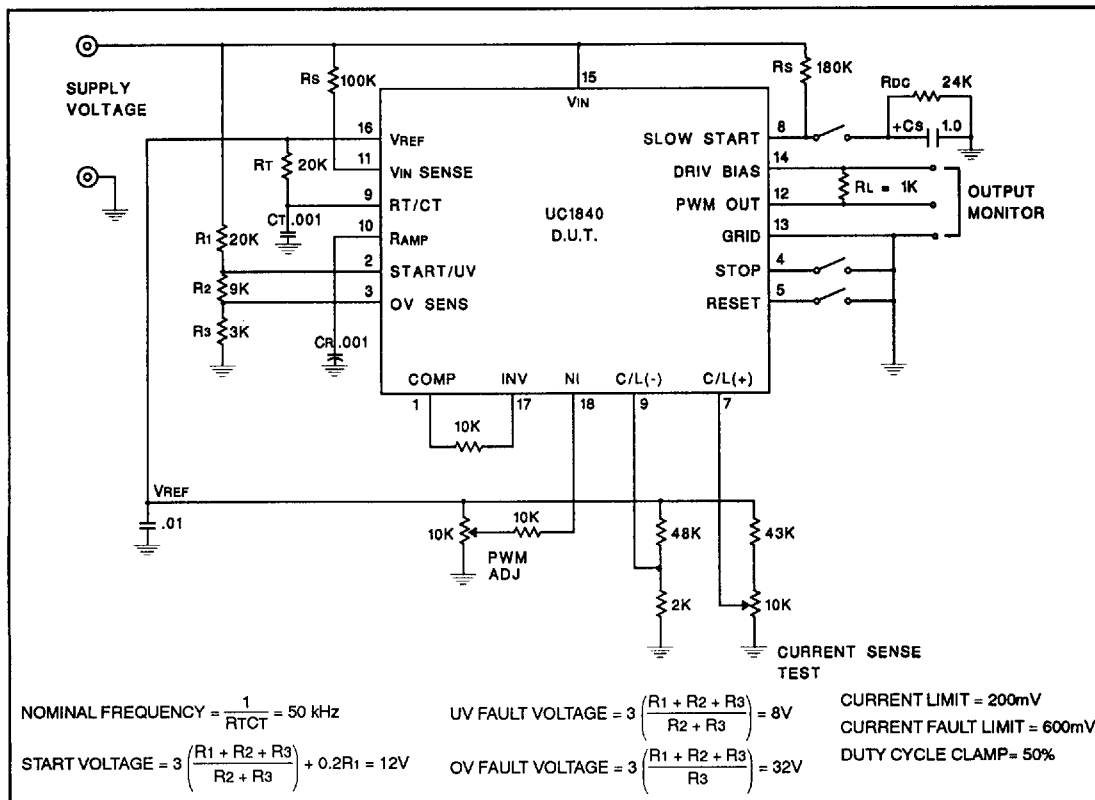 SUPPLY
VOLTAGE
RS
100K
15
VIN
RS
180K
RDC
24K
+CS
1.0
16
VREF
RT
20K
11
VIN SENSE
9
RT/CT
CT.001
10
RAMP
R1
20K
2
START/UV
R2
9K
3
OV SENS
R3
3K
CR.001
UC1840
D.U.T.
SLOW START
8
14
DRIV BIAS
RL = 1K
12
PWM OUT
OUTPUT
MONITOR
13
GRID
4
STOP
5
RESET
COMP
INV
NI
C/L(-)
C/L(+)
1
17
18
9
7
10K
VREF
.01
10K
10K
PWM
ADJ
48K
2K
43K
10K
CURRENT SENSE
TEST
NOMINAL FREQUENCY = 1 / RTCT = 50 kHz
START VOLTAGE = 3 ( R1 + R2 + R3 / R2 + R3 ) + 0.2R1 = 12V
UV FAULT VOLTAGE = 3 ( R1 + R2 + R3 / R2 + R3 ) = 8V
OV FAULT VOLTAGE = 3 ( R1 + R2 + R3 / R3 ) = 32V
CURRENT LIMIT = 200mV
CURRENT FAULT LIMIT = 600mV
DUTY CYCLE CLAMP= 50%